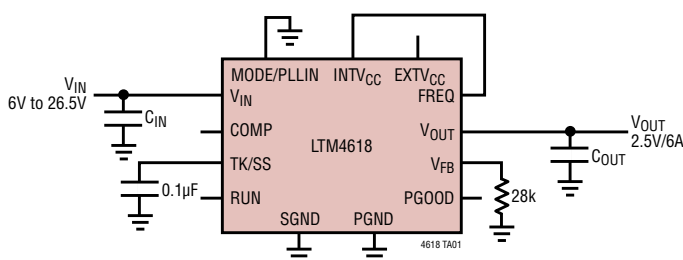 MODE/PLLIN INTVCC EXTVCC
VIN
6V to 26.5V
VIN
FREQ
CIN
COMP
LTM4618
VOUT
VOUT
2.5V/6A
COUT
TK/SS
VFB
0.1µF
RUN
PGOOD
28k
SGND PGND
4618 TA01